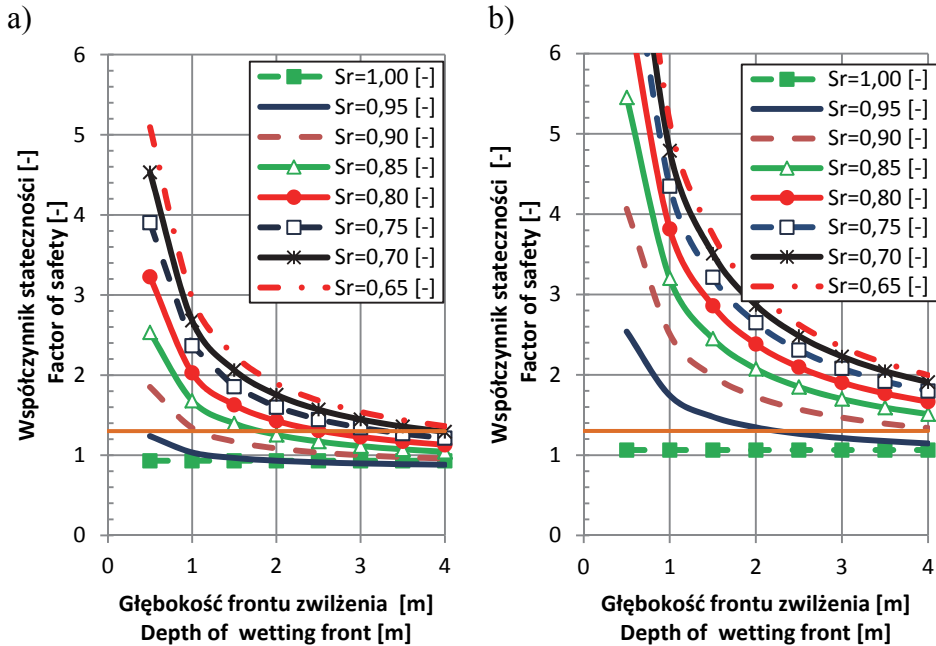 a)
Współczynnik stateczności [-]
Factor of safety [-]
6
5
4
3
2
1
0
Sr=1,00 [-]
Sr=0,95 [-]
Sr=0,90 [-]
Sr=0,85 [-]
Sr=0,80 [-]
Sr=0,75 [-]
Sr=0,70 [-]
Sr=0,65 [-]
0 1 2 3 4
Głębokość frontu zwilżenia [m]
Depth of wetting front [m]
b)
Współczynnik stateczności [-]
Factor of safety [-]
6
5
4
3
2
1
0
Sr=1,00 [-]
Sr=0,95 [-]
Sr=0,90 [-]
Sr=0,85 [-]
Sr=0,80 [-]
Sr=0,75 [-]
Sr=0,70 [-]
Sr=0,65 [-]
0 1 2 3 4
Głębokość frontu zwilżenia [m]
Depth of wetting front [m]